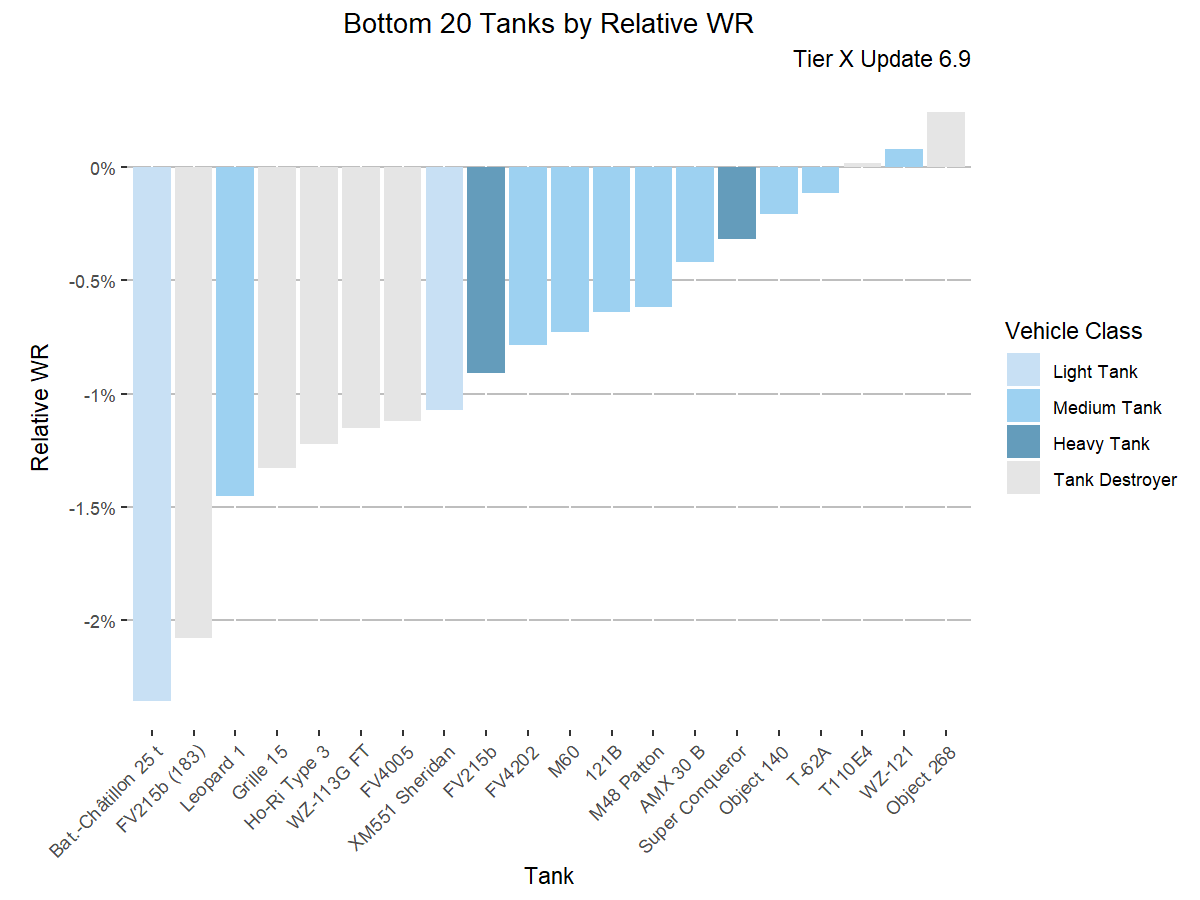 Bottom 20 Tanks by Relative WR
Tier X Update 6.9
0%
-0.5%
-1%
-1.5%
-2%
Relative WR
Bat.-Châtillon 25 t
FV215b (183)
Leopard 1
Grille 15
Ho-Ri Type 3
WZ-113G FT
FV4005
XM551 Sheridan
FV215b
FV4202
M60
121B
M48 Patton
AMX 30 B
Super Conqueror
Object 140
T-62A
T110E4
WZ-121
Object 268
Tank
Vehicle Class
Light Tank
Medium Tank
Heavy Tank
Tank Destroyer